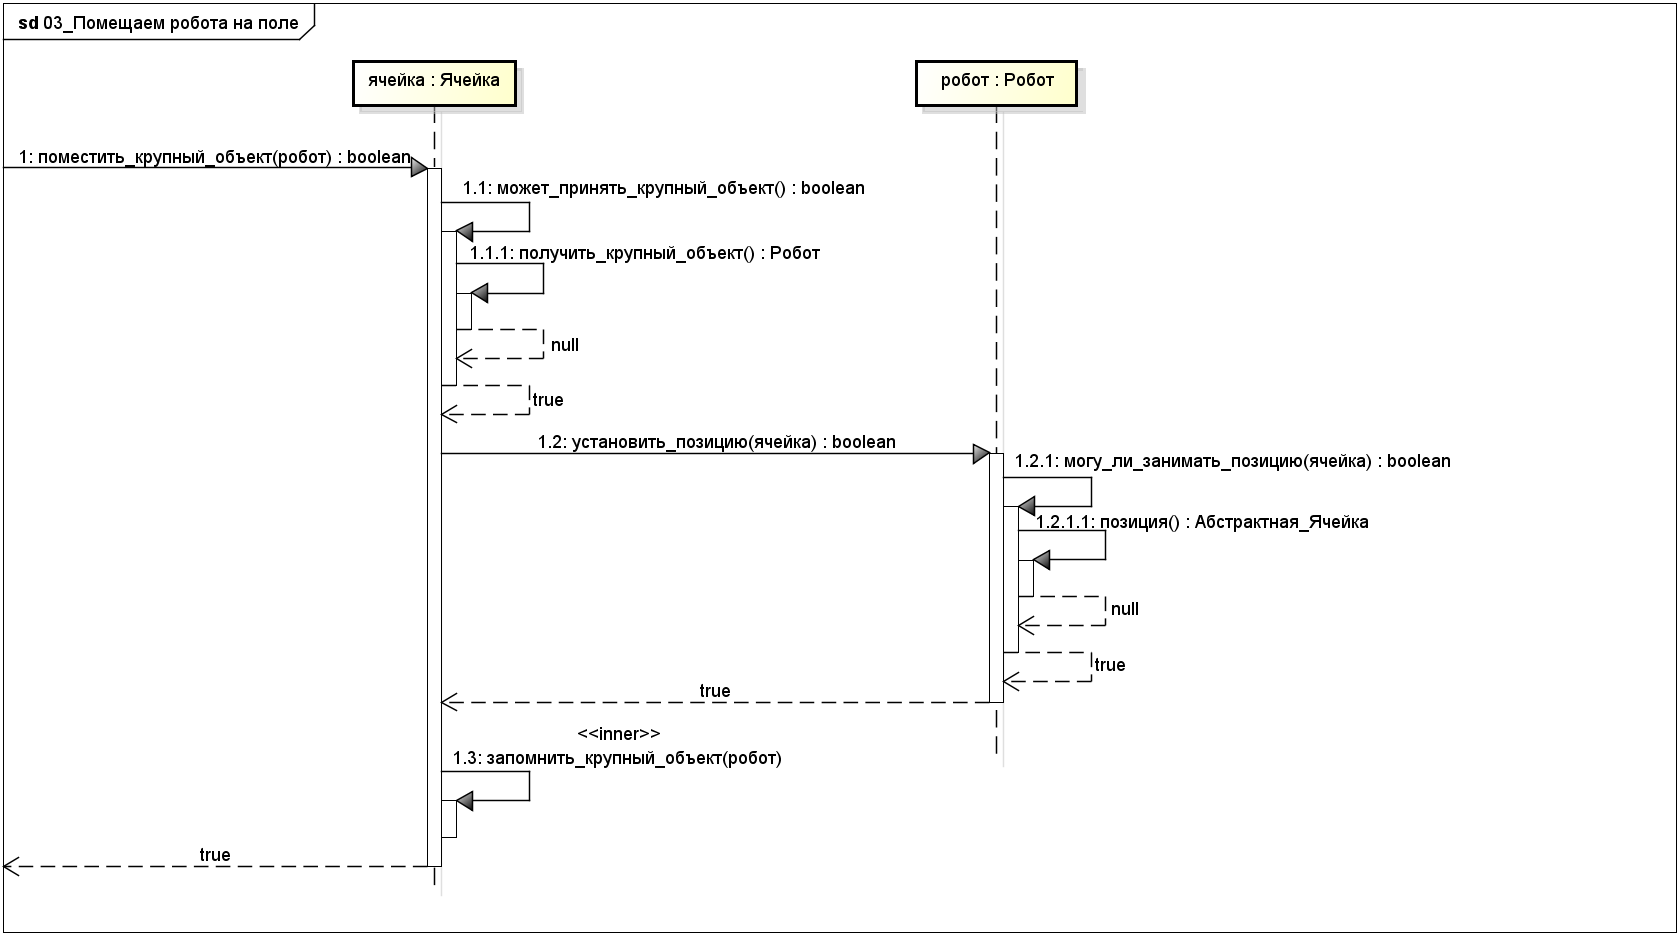 sd 03_Помещаем робота на поле
ячейка : Ячейка
робот : Робот
1: поместить_крупный_объект(робот) : boolean
1.1: может_принять_крупный_объект() : boolean
1.1.1: получить_крупный_объект() : Робот
null
true
1.2: установить_позицию(ячейка) : boolean
1.2.1: могу_ли_занимать_позицию(ячейка) : boolean
1.2.1.1: позиция() : Абстрактная_Ячейка
null
true
true
<<inner>>
1.3: запомнить_крупный_объект(робот)
true